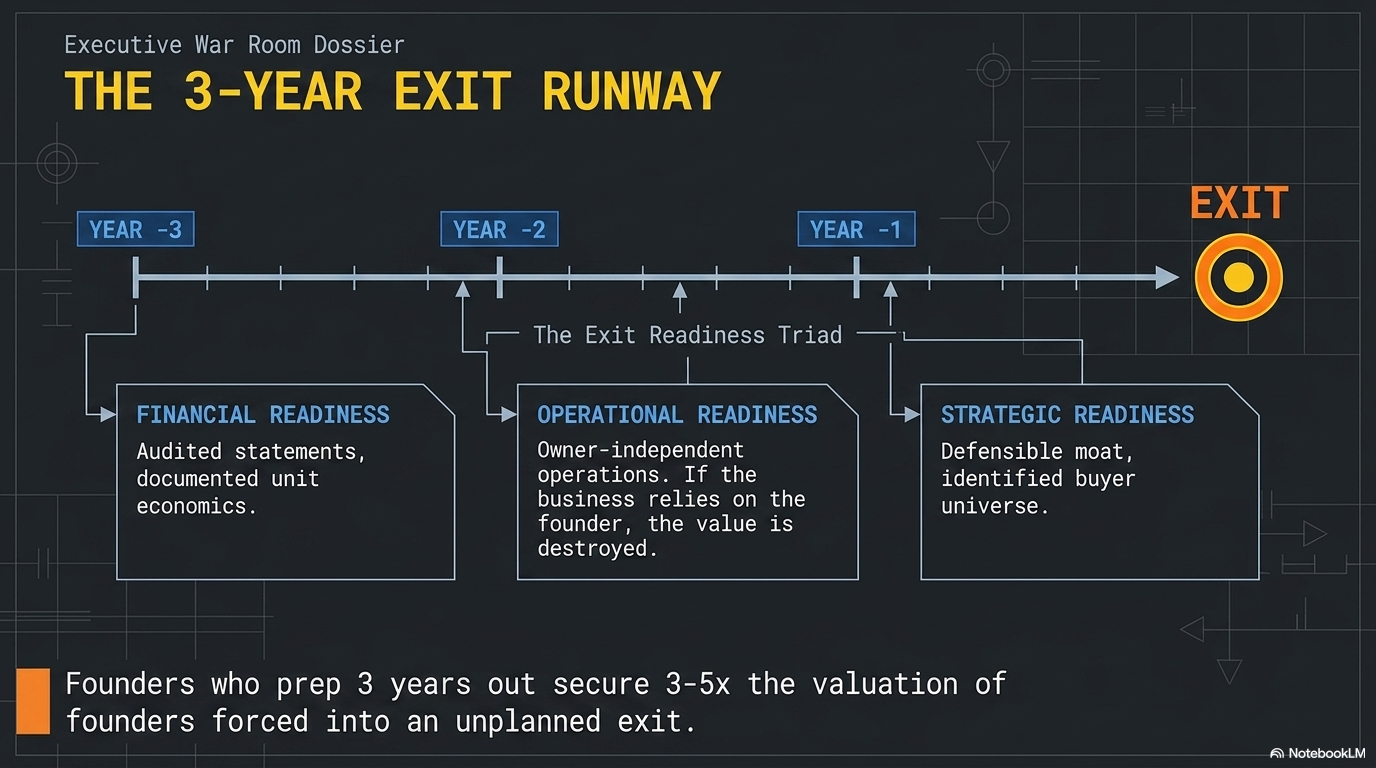 Executive War Room Dossier
THE 3-YEAR EXIT RUNWAY
EXIT
YEAR -3
YEAR -2
YEAR -1
The Exit Readiness Triad
FINANCIAL READINESS
Audited statements,
documented unit
economics.
OPERATIONAL READINESS
Owner-independent
operations. If the
business relies on the
founder, the value is
destroyed.
STRATEGIC READINESS
Defensible moat,
identified buyer
universe.
Founders who prep 3 years out secure 3-5x the valuation of
founders forced into an unplanned exit.
NotebookLM